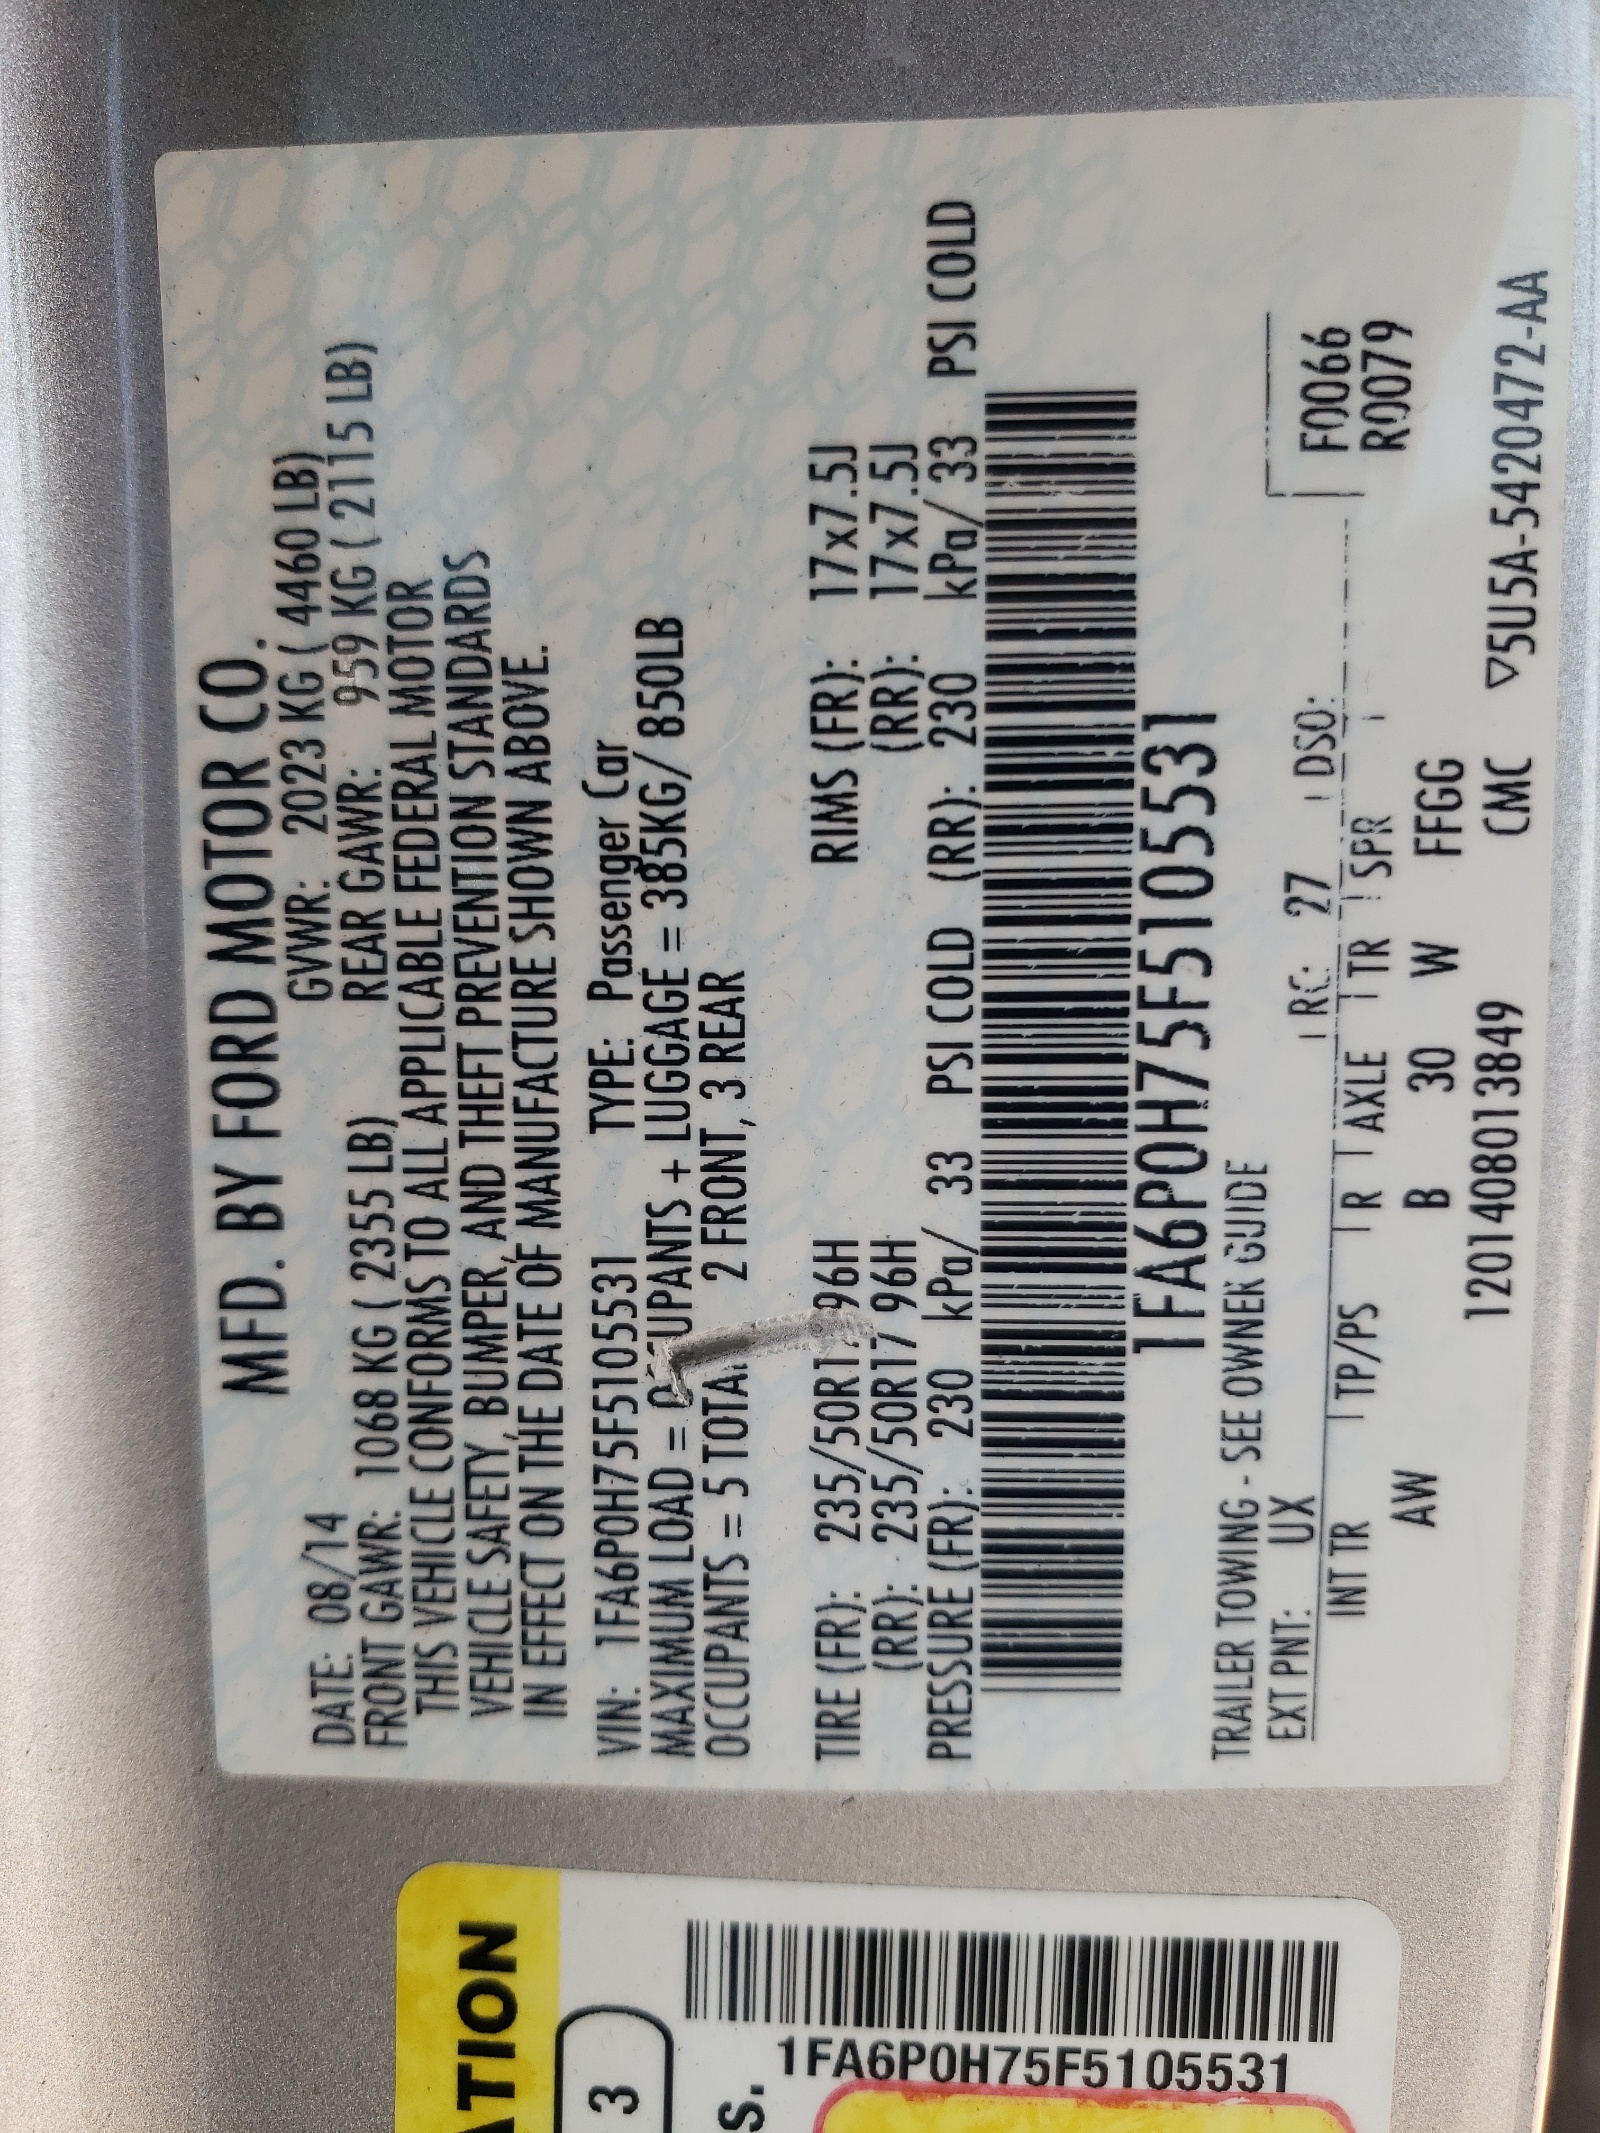 MFD. BY FORD MOTOR CO.
DATE: 08/14 GVWR: 2023 KG ( 4460 LB)
FRONT GAWR: 1068 KG ( 2355 LB) REAR GAWR: 959 KG ( 2115 LB)
THIS VEHICLE CONFORMS TO ALL APPLICABLE FEDERAL MOTOR
VEHICLE SAFETY, BUMPER, AND THEFT PREVENTION STANDARDS
IN EFFECT ON THE DATE OF MANUFACTURE SHOWN ABOVE.
VIN: 1FA6P0H75F5105531 TYPE: Passenger Car
MAXIMUM LOAD = OCCUPANTS + LUGGAGE = 385KG/ 850LB
OCCUPANTS = 5 TOTAL 2 FRONT, 3 REAR
TIRE (FR): 235/50R17 96H RIMS (FR): 17x7.5J
(RR): 235/50R17 96H (RR): 17x7.5J
PRESSURE (FR): 230 kPa/ 33 PSI COLD (RR): 230 kPa/ 33 PSI COLD
1FA6P0H75F5105531
TRAILER TOWING - SEE OWNER GUIDE
EXT PNT: UX RC: 27 DSO:
INT TR TP/PS R AXLE TR SPR
F0066
R0079
AW B 30 W FFGG
1201408013849 CMC ▽5U5A-5420472-AA
ATION
3
1FA6P0H75F5105531
S.